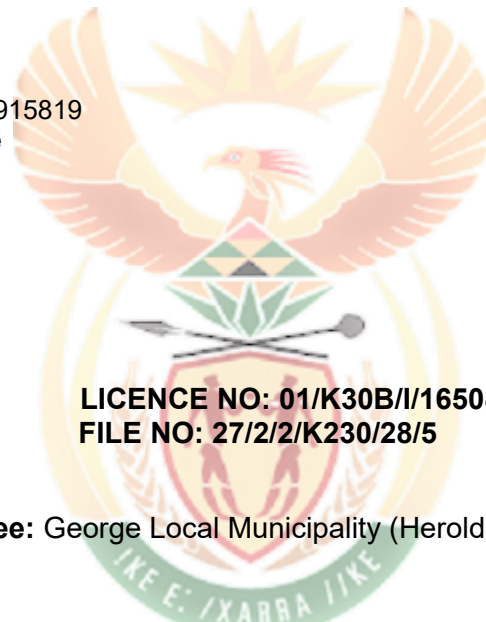 915819
LICENCE NO: 01/K30B/I/1650
FILE NO: 27/2/2/K230/28/5
ee: George Local Municipality (Herold
!KE E: /XARRA //KE